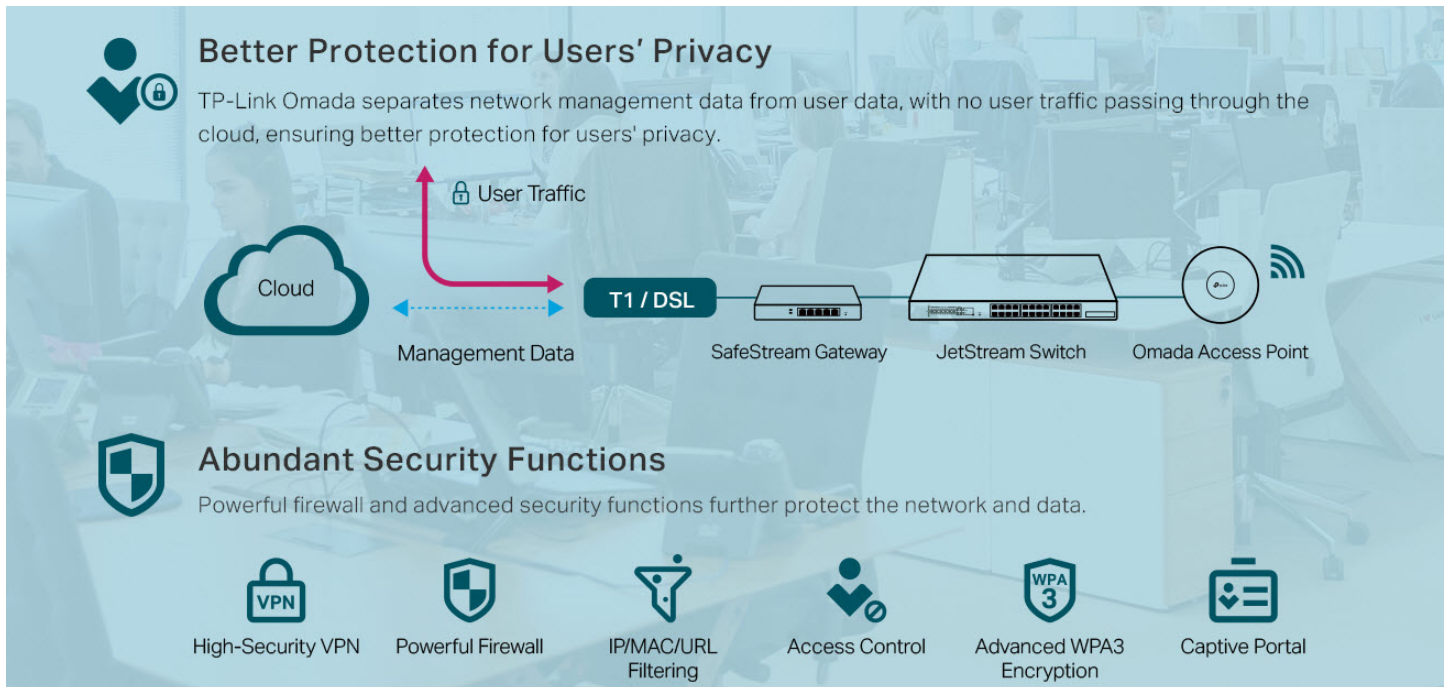 Better Protection for Users' Privacy
TP-Link Omada separates network management data from user data, with no user traffic passing through the
cloud, ensuring better protection for users' privacy.
User Traffic
Cloud
T1 / DSL
Management Data
SafeStream Gateway
JetStream Switch
Omada Access Point
Abundant Security Functions
Powerful firewall and advanced security functions further protect the network and data.
VPN
WPA
3
High-Security VPN
Powerful Firewall
IP/MAC/URL
Filtering
Access Control
Advanced WPA3
Encryption
Captive Portal